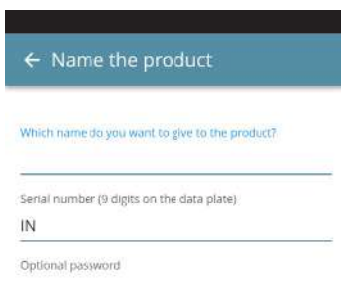 ← Name the product
Which name do you want to give to the product?
Serial number (9 digits on the data plate)
IN
Optional password